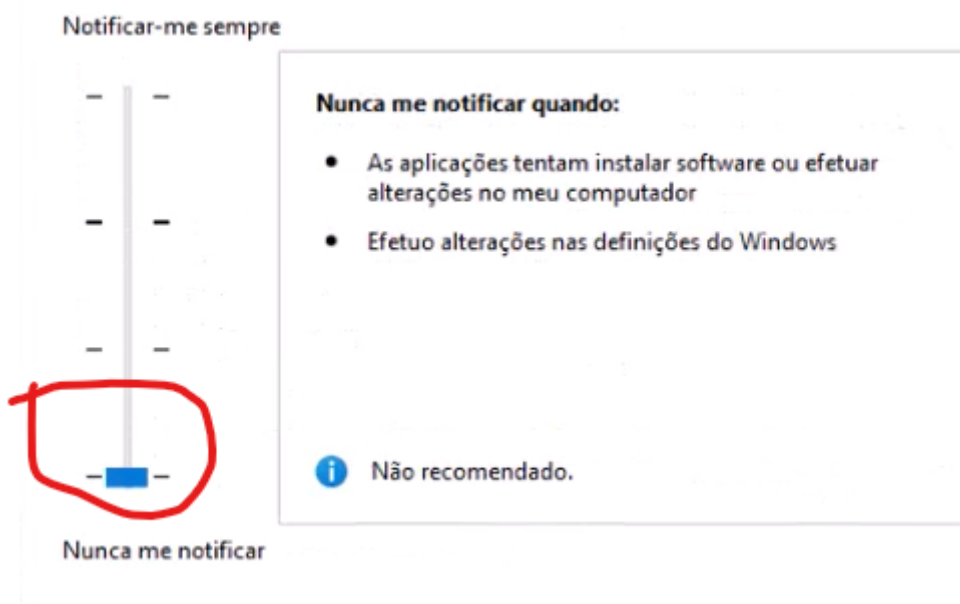 Notificar-me sempre
Nunca me notificar quando:
• As aplicações tentam instalar software ou efetuar
alterações no meu computador
• Efetuo alterações nas definições do Windows
Não recomendado.
Nunca me notificar